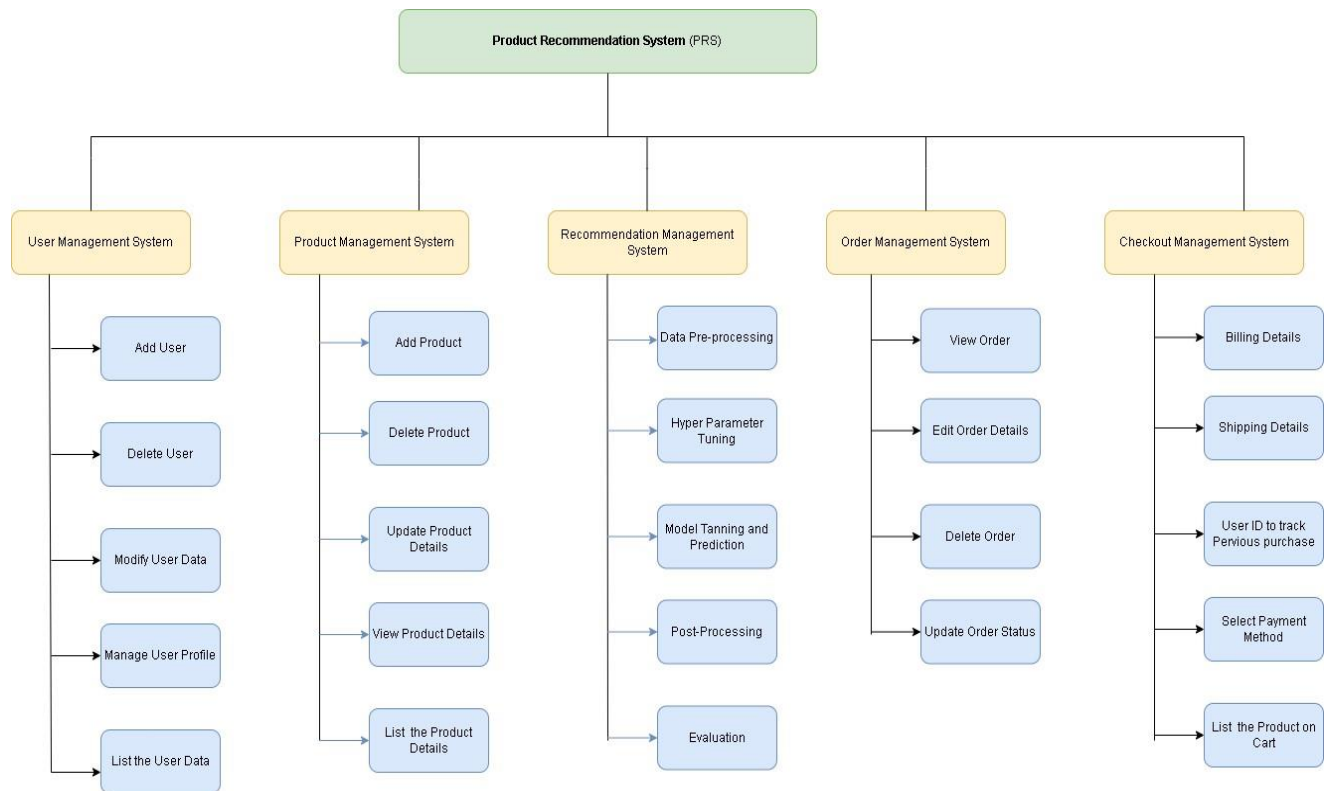 Product Recommendation System (PRS)
User Management System
Product Management System
Recommendation Management
System
Order Management System
Checkout Management System
Add User
Delete User
Modify User Data
Manage User Profile
List the User Data
Add Product
Delete Product
Update Product
Details
View Product Details
List the Product
Details
Data Pre-processing
Hyper Parameter
Tuning
Model Tanning and
Prediction
Post-Processing
Evaluation
View Order
Edit Order Details
Delete Order
Update Order Status
Billing Details
Shipping Details
User ID to track
Pervious purchase
Select Payment
Method
List the Product on
Cart